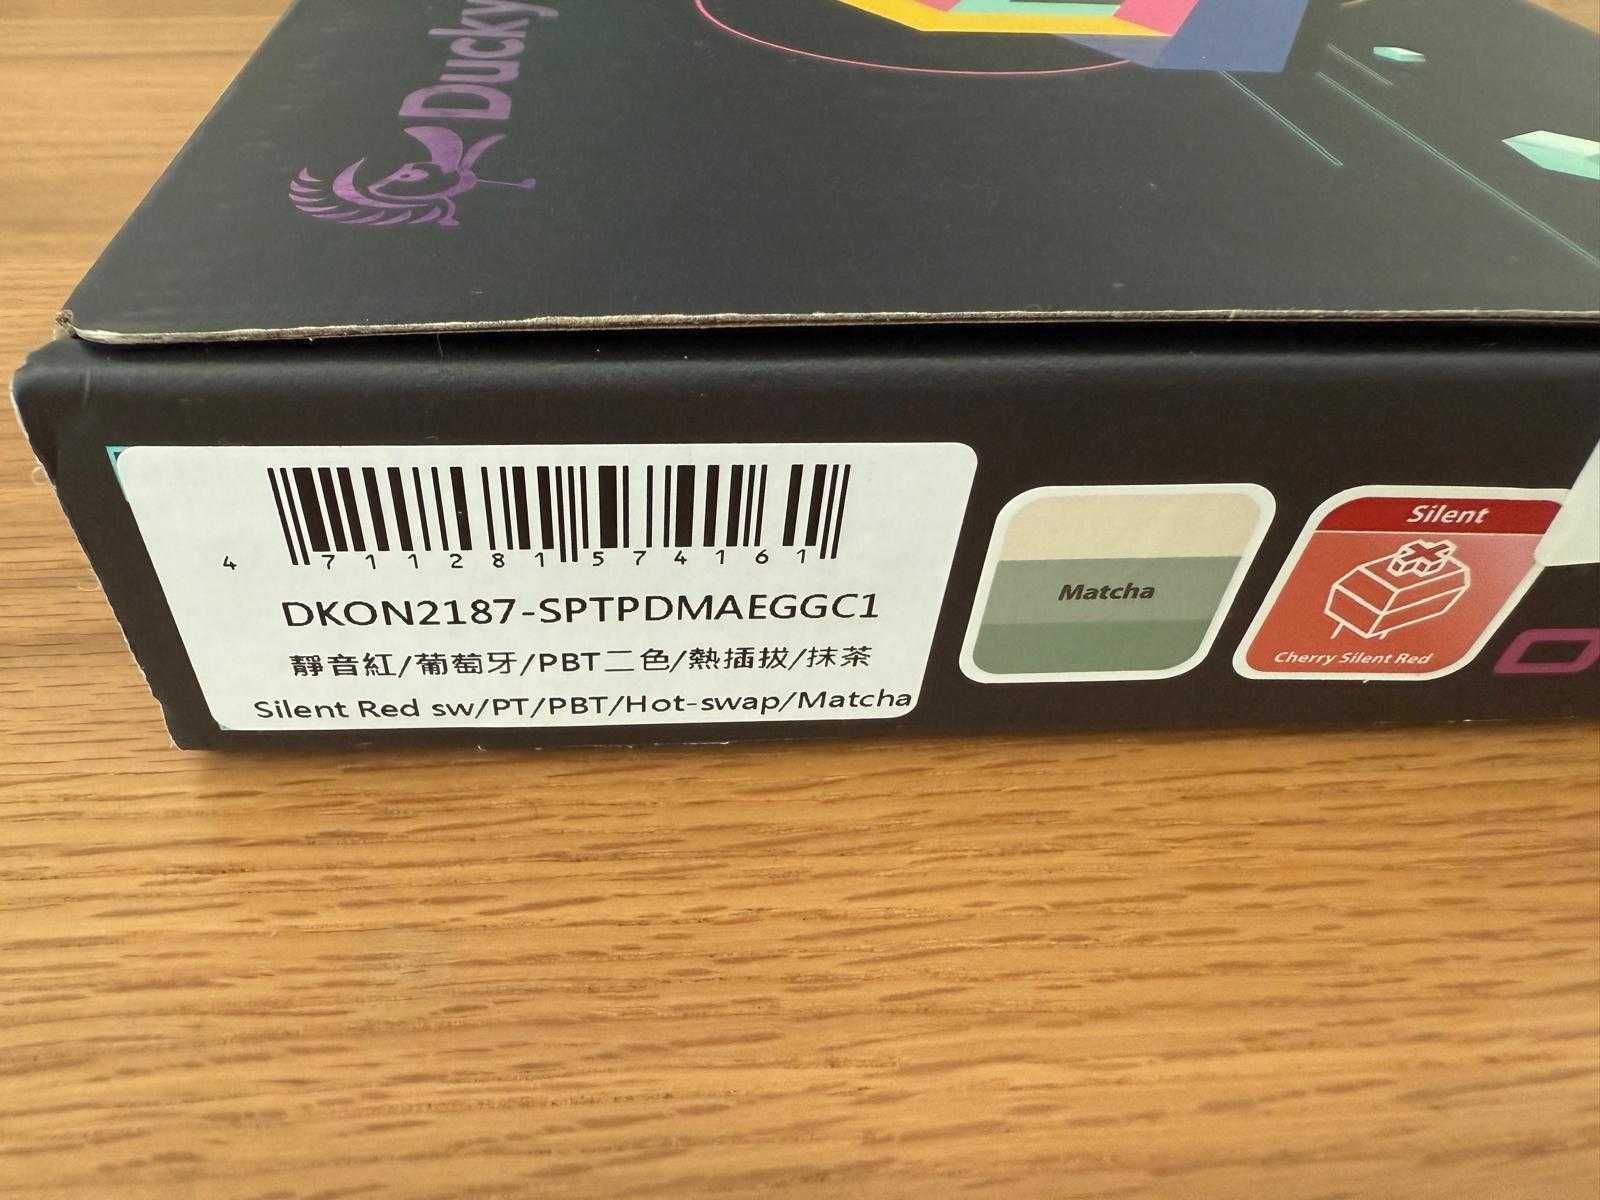 Ducky
4 711281 574161
DKON2187-SPTPDMAEGGC1
靜音紅/葡萄牙/PBT二色/熱插拔/抹茶
Silent Red sw/PT/PBT/Hot-swap/Matcha
Matcha
Silent
Cherry Silent Red